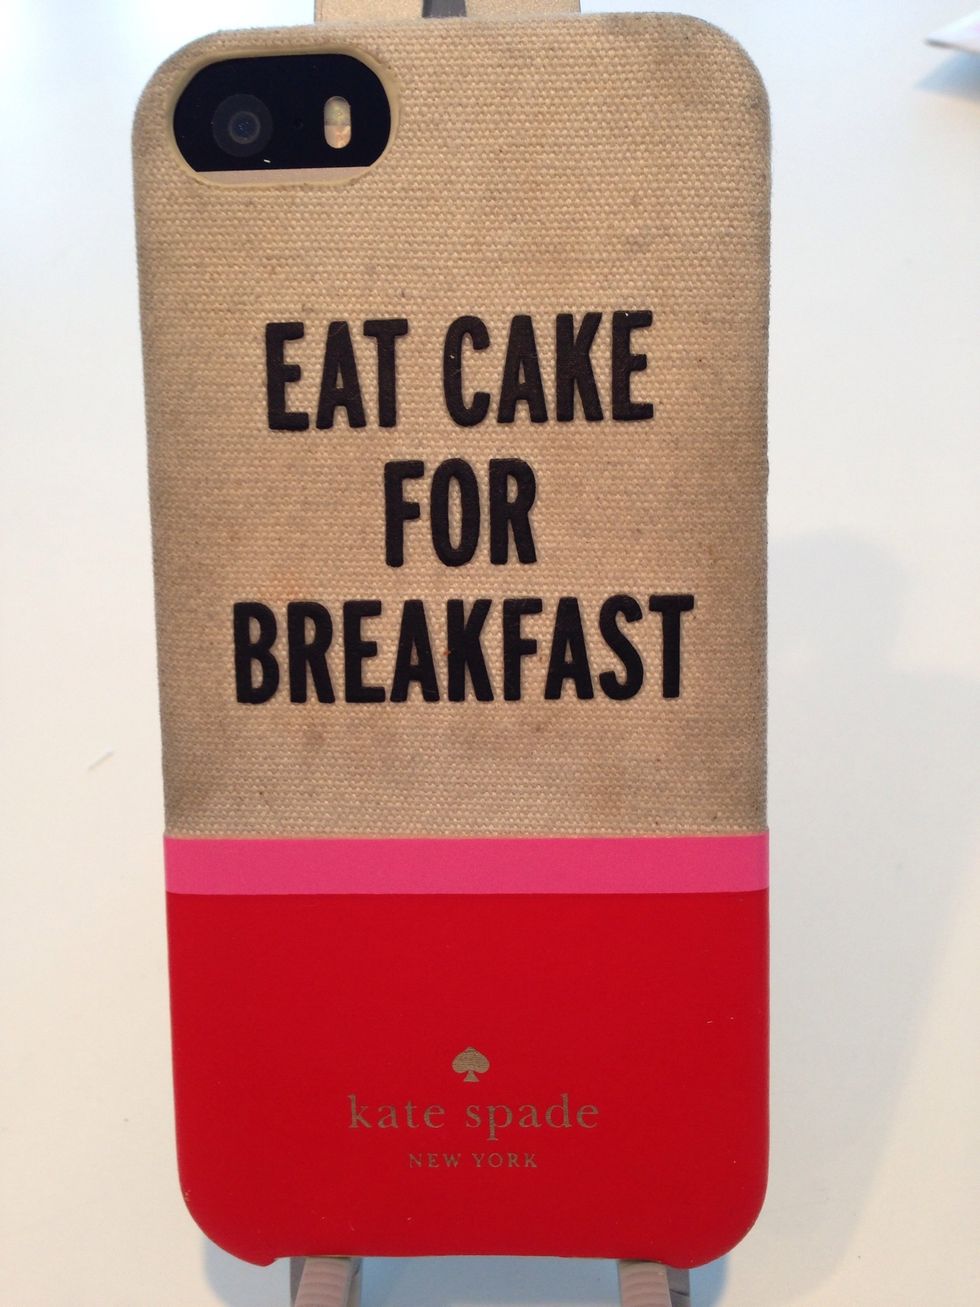 EAT CAKE
FOR
BREAKFAST
kate spade
NEW YORK